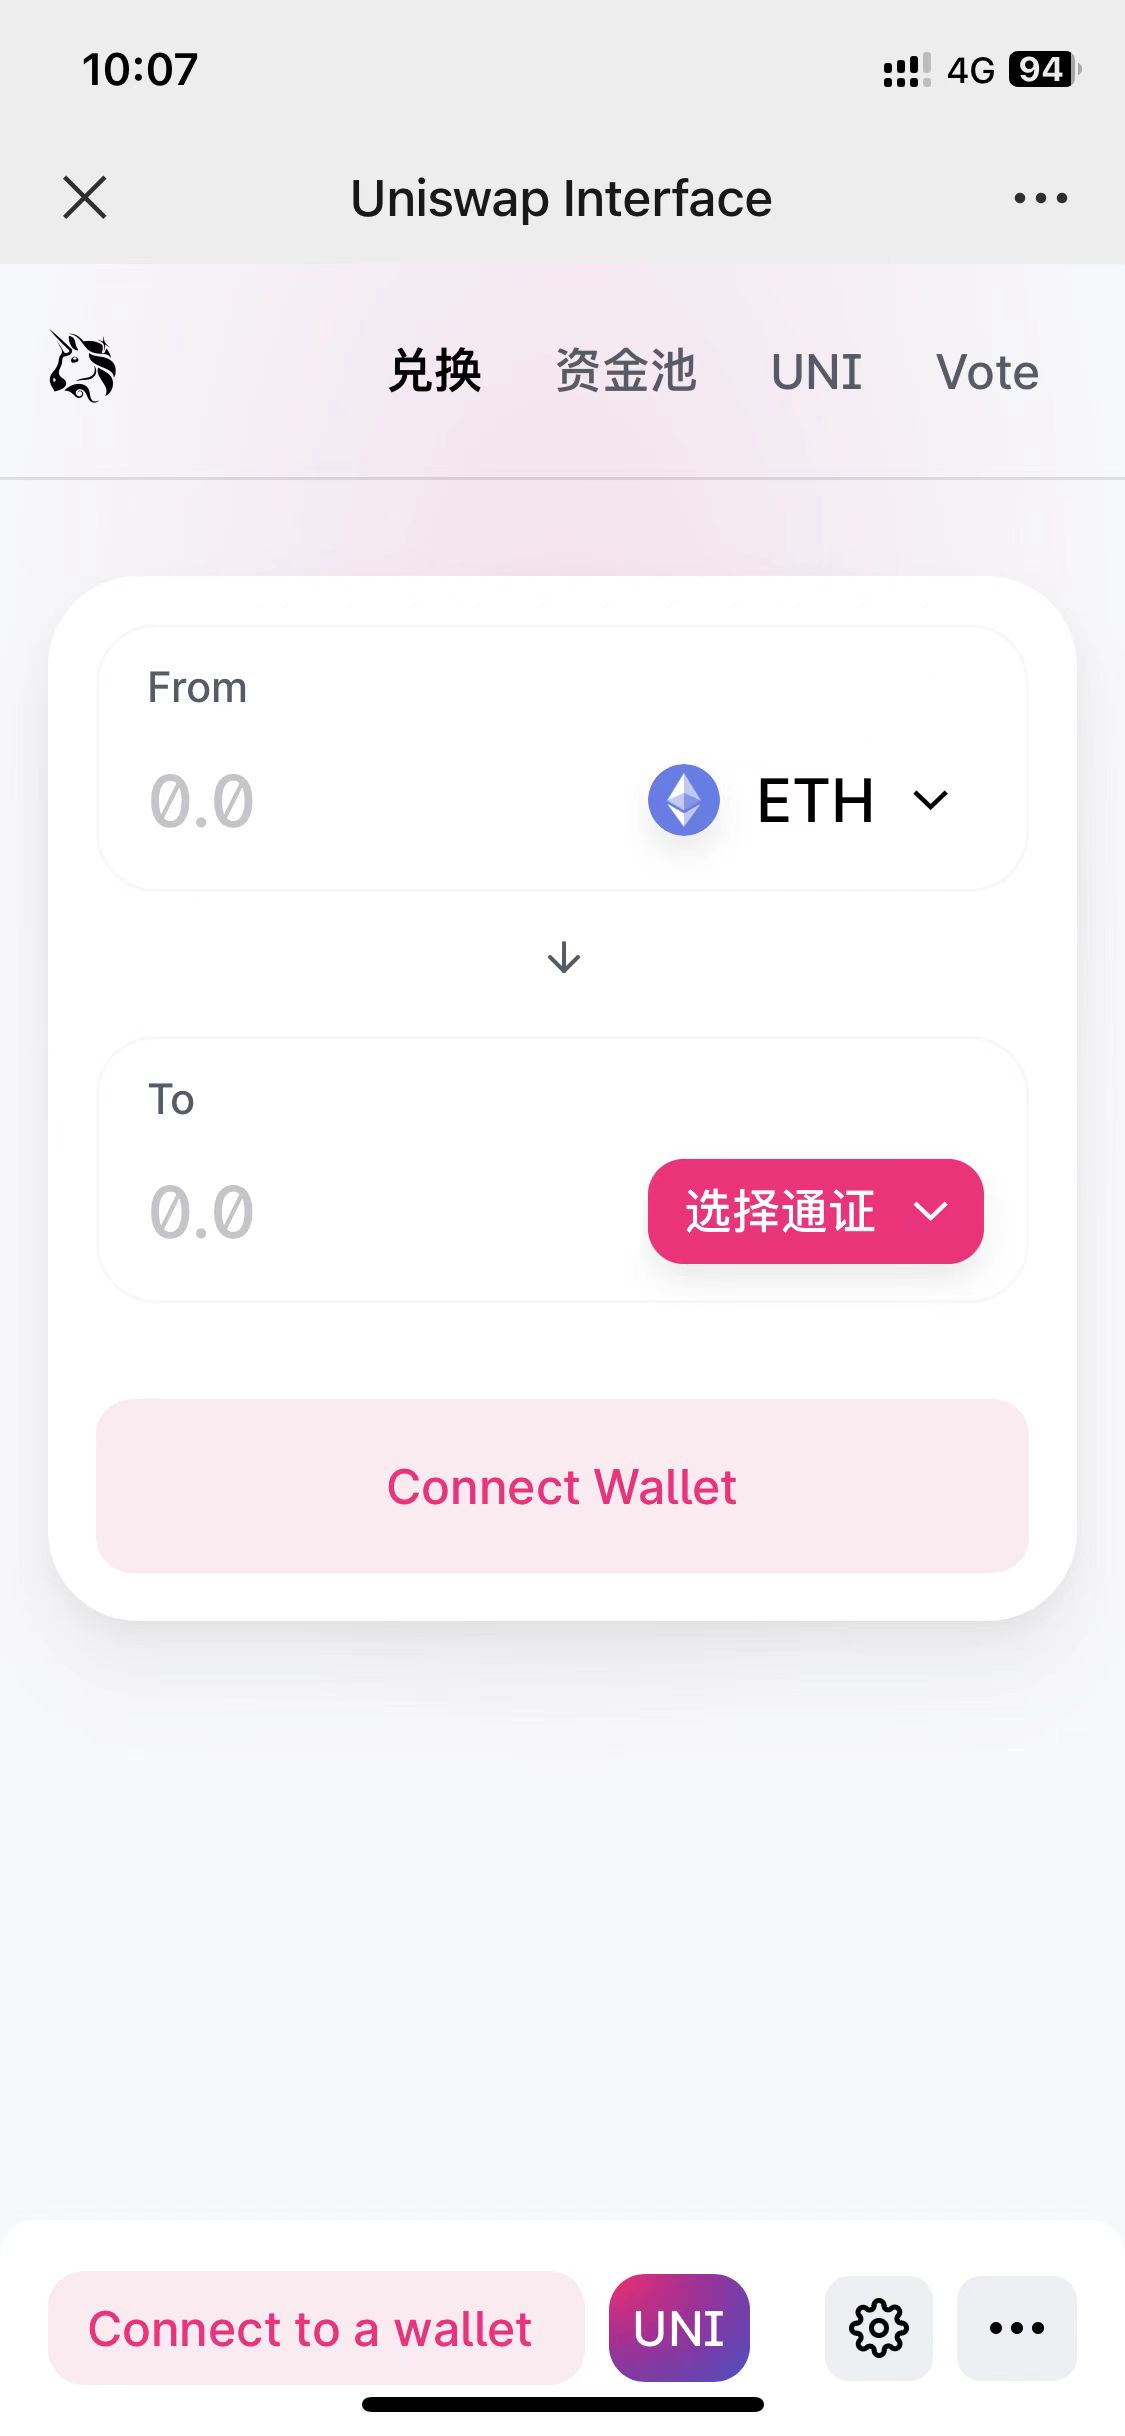 10:07
4G 94
Uniswap Interface
兑换 资金池 UNI Vote
From
0.0 ETH
To
0.0 选择通证
Connect Wallet
Connect to a wallet UNI